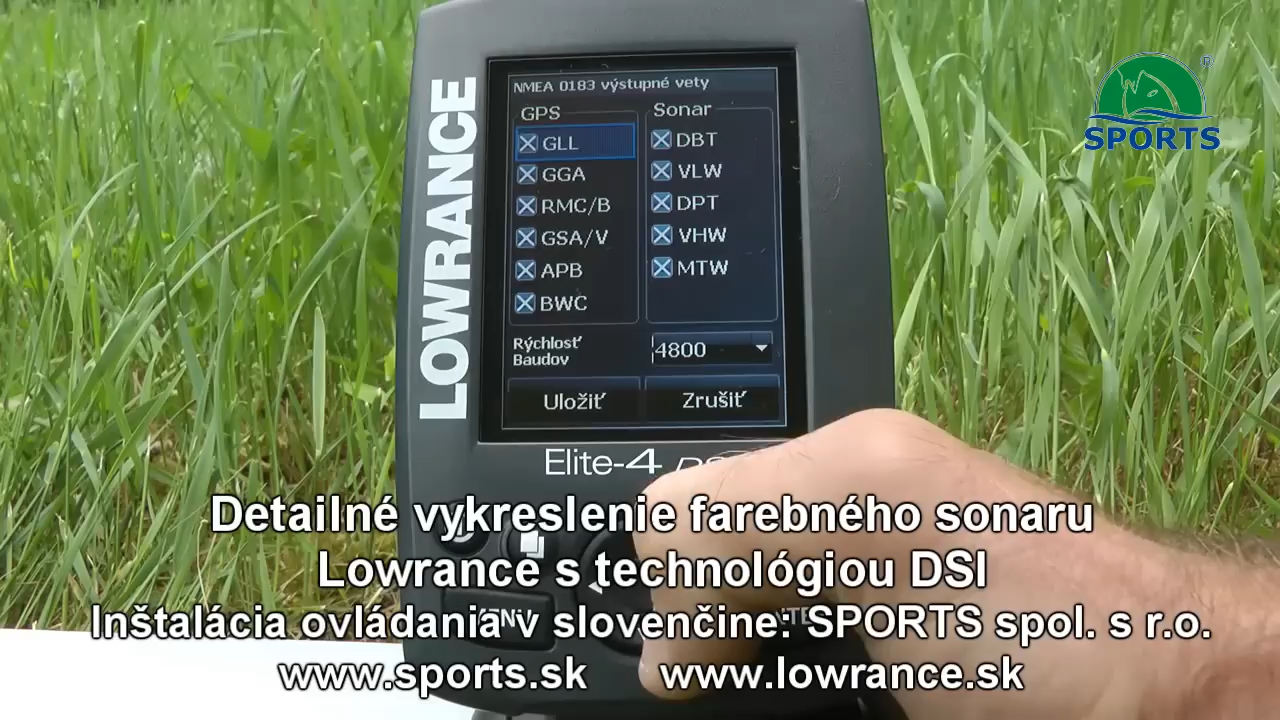 LOWRANCE
NMEA 0183 výstupné vety
GPS
GLL
GGA
RMC/B
GSA/V
APB
BWC
Sonar
DBT
VLW
DPT
VHW
MTW
Rýchlosť
Baudov
4800
Uložiť
Zrušiť
Elite-4
SPORTS
®
Detailné vykreslenie farebného sonaru
Lowrance s technológiou DSI
Inštalácia ovládania v slovenčine: SPORTS spol. s r.o.
www.sports.sk www.lowrance.sk